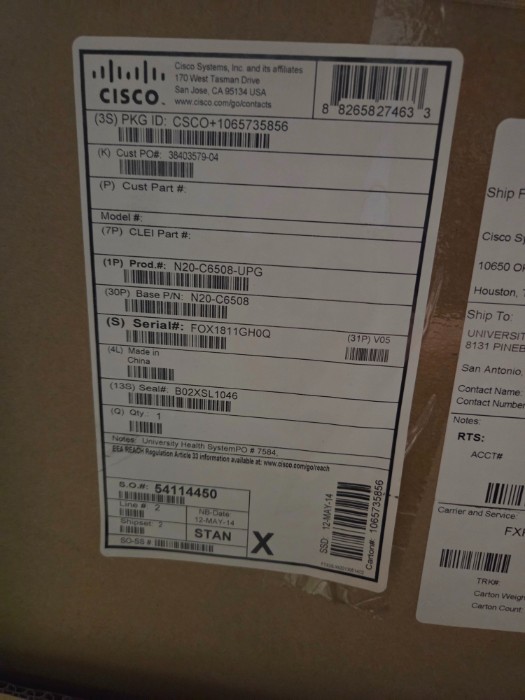 CISCO
Cisco Systems, Inc. and its affiliates
170 West Tasman Drive
San Jose, CA 95134 USA
www.cisco.com/go/contacts
8 8265827463 3
(3S) PKG ID: CSCO+1065735856
(K) Cust PO#: 38403579-04
(P) Cust Part #:
Model #:
(7P) CLEI Part #:
(1P) Prod.#: N20-C6508-UPG
(30P) Base P/N: N20-C6508
(S) Serial#: FOX1811GH0Q
(31P) V05
(4L) Made in
China
(13S) Seal#: B02XSL1046
(Q) Qty 1
Notes: University Health SystemPO # 7584,
REACH Regulation Article 33 information available at: www.cisco.com/go/reach
S.O.#: 54114450
Line # 2
Shipset 3
SO-SS #
NB-Date
12-MAY-14
STAN
X
SSD 12-MAY-14
Carton# 1065735856
Ship F
Cisco S
10650 O
Houston,
Ship To:
UNIVERSIT
8131 PINEB
San Antonio,
Contact Name:
Contact Number
Notes:
RTS:
ACCT#
Carrier and Service:
FX
TRK#
Carton Weigh
Carton Count